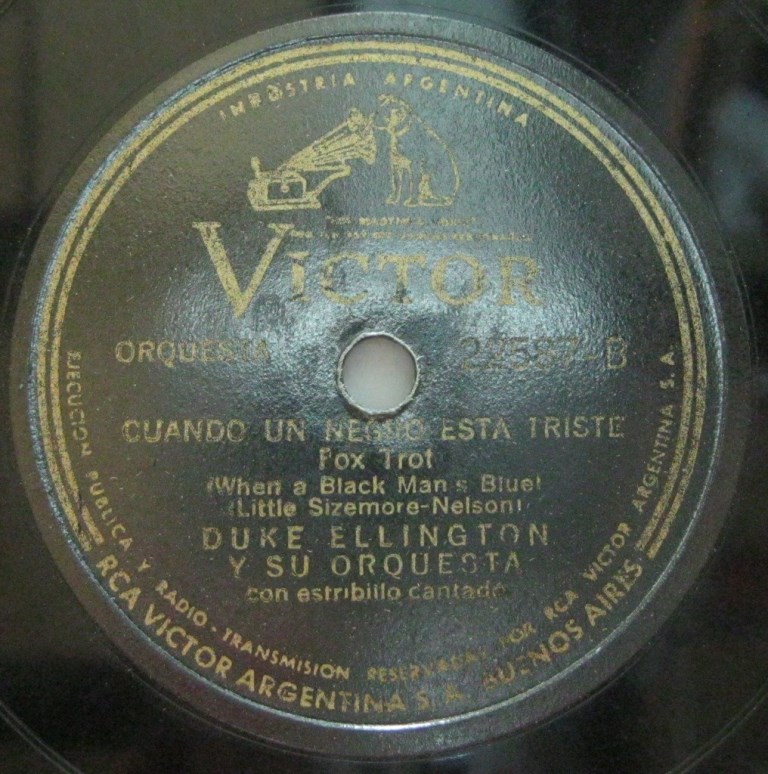 INDUSTRIA ARGENTINA
VICTOR
ORQUESTA 22587-B
CUANDO UN NEGRO ESTA TRISTE
Fox Trot
(When a Black Man's Blue)
(Little Sizemore-Nelson)
DUKE ELLINGTON
Y SU ORQUESTA
con estribillo cantado
EJECUCION PUBLICA Y RADIO-TRANSMISION RESERVADAS POR RCA VICTOR ARGENTINA S. A.
RCA VICTOR ARGENTINA S. A. BUENOS AIRES